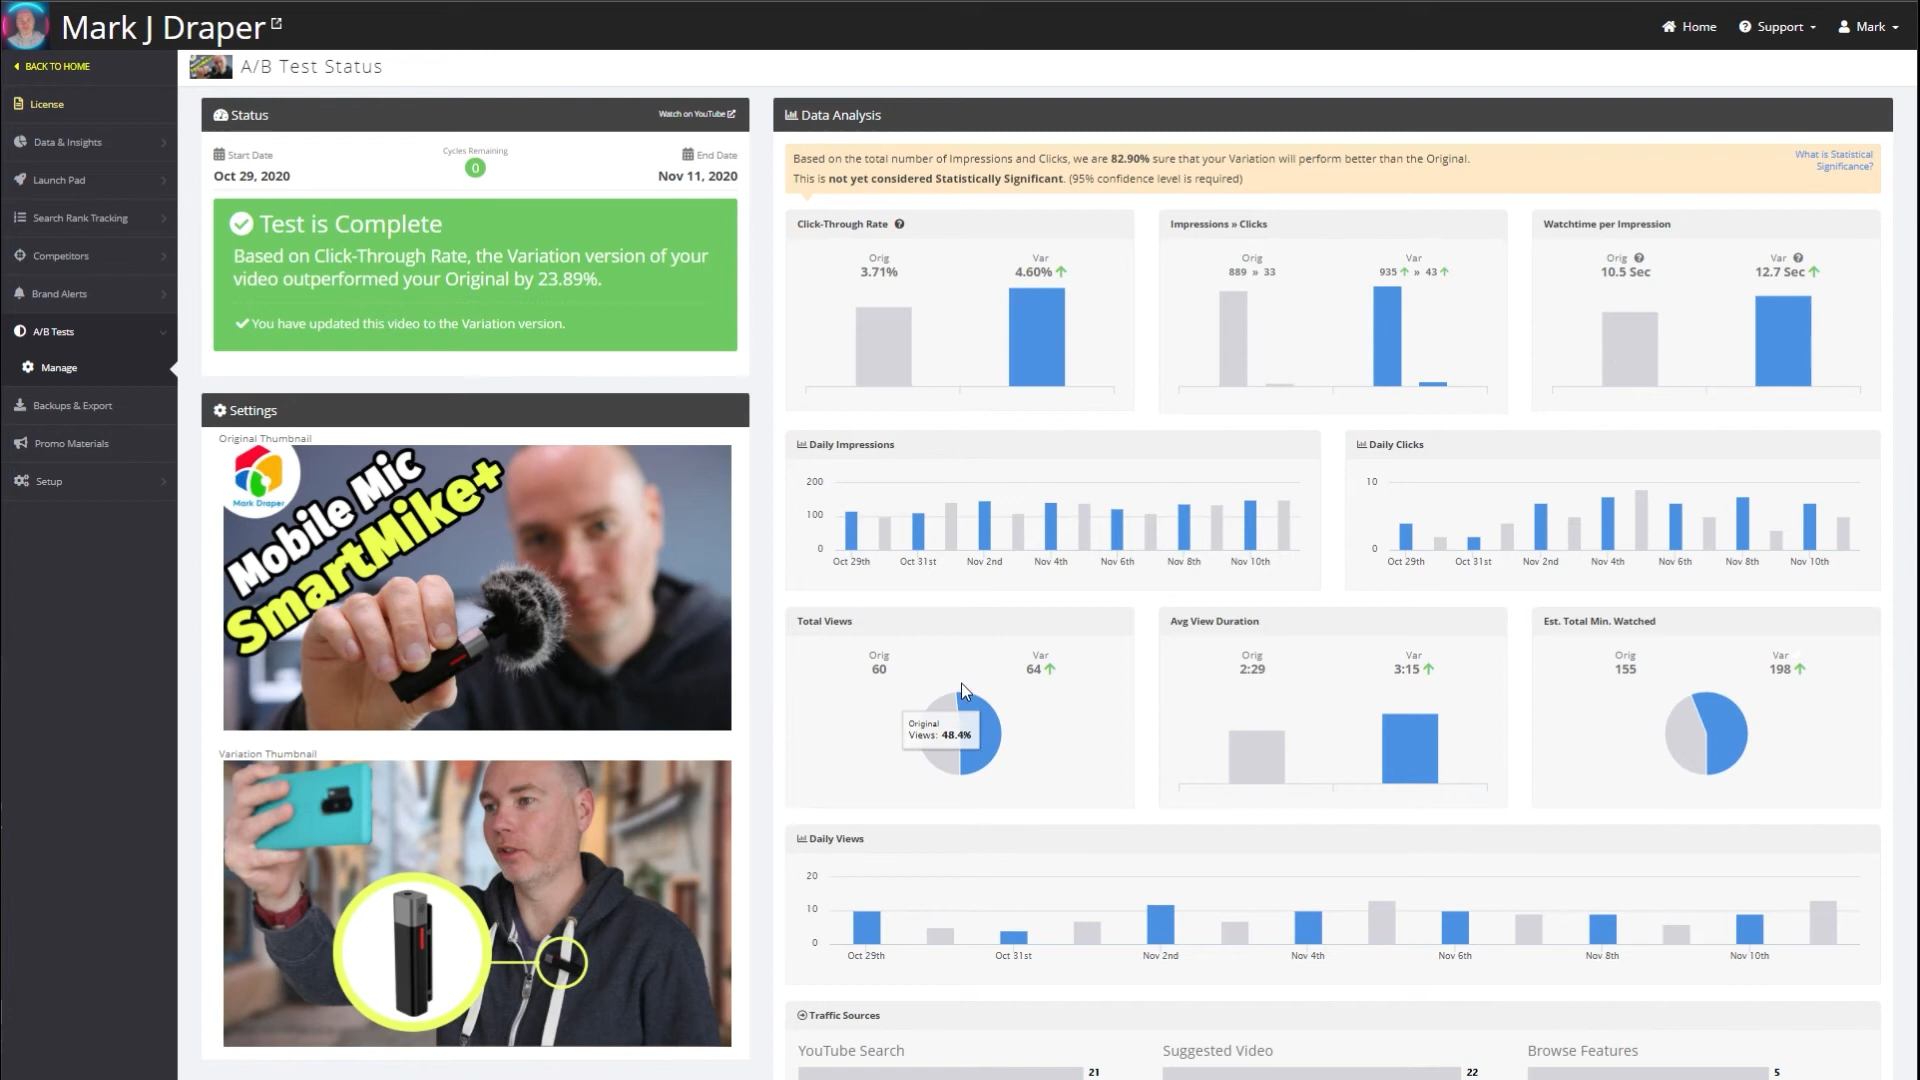 Mark J Draper
Home
Support
Mark
BACK TO HOME
License
Data & Insights
Launch Pad
Search Rank Tracking
Competitors
Brand Alerts
A/B Tests
Manage
Backups & Export
Promo Materials
Setup
A/B Test Status
Status
Watch on YouTube
Start Date
Oct 29, 2020
Cycles Remaining
0
End Date
Nov 11, 2020
Test is Complete
Based on Click-Through Rate, the Variation version of your
video outperformed your Original by 23.89%.
You have updated this video to the Variation version.
Settings
Original Thumbnail
Mark Draper
Mobile Mic
SmartMike+
Variation Thumbnail
Data Analysis
Based on the total number of Impressions and Clicks, we are 82.90% sure that your Variation will perform better than the Original.
This is not yet considered Statistically Significant. (95% confidence level is required)
What is Statistical
Significance?
Click-Through Rate
Orig
3.71%
Var
4.60%
Impressions » Clicks
Orig
889 » 33
Var
935 » 43
Watchtime per Impression
Orig
10.5 Sec
Var
12.7 Sec
Daily Impressions
200
100
0
Oct 29th Oct 31st Nov 2nd Nov 4th Nov 6th Nov 8th Nov 10th
Daily Clicks
10
0
Oct 29th Oct 31st Nov 2nd Nov 4th Nov 6th Nov 8th Nov 10th
Total Views
Orig
60
Var
64
Original
Views: 48.4%
Avg View Duration
Orig
2:29
Var
3:15
Est. Total Min. Watched
Orig
155
Var
198
Daily Views
20
10
0
Oct 29th Oct 31st Nov 2nd Nov 4th Nov 6th Nov 8th Nov 10th
Traffic Sources
YouTube Search
21
Suggested Video
22
Browse Features
5